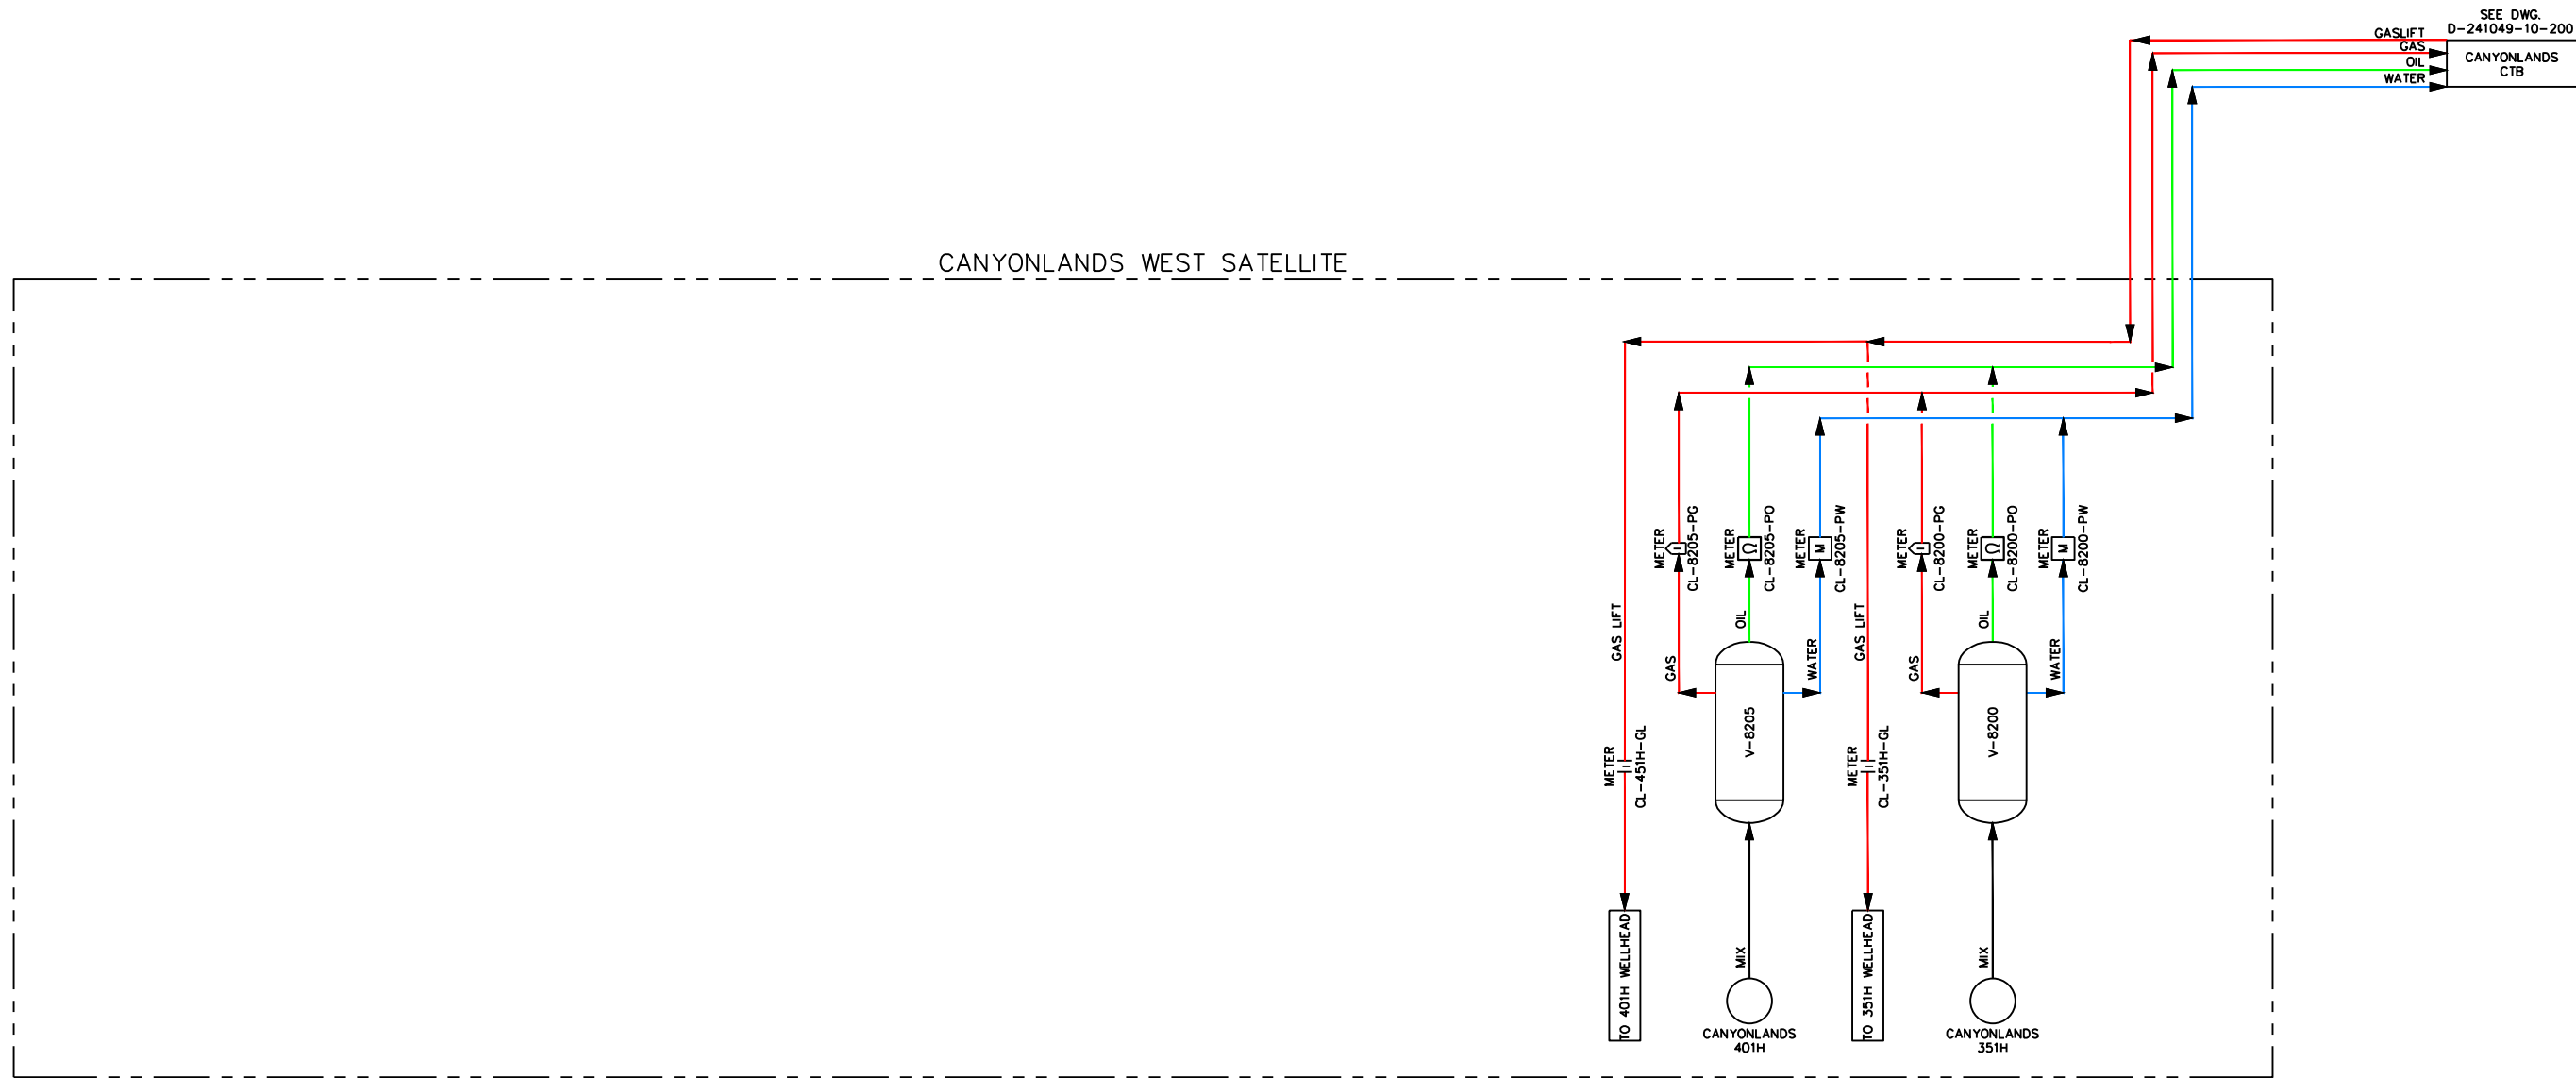 SEE DWG.
D-241049-10-200
GASLIFT
GAS
OIL
WATER
CANYONLANDS
CTB
CANYONLANDS WEST SATELLITE
METER
CL-8205-PG
METER
CL-8205-PO
METER
CL-8205-PW
METER
CL-8200-PG
METER
CL-8200-PO
METER
CL-8200-PW
GAS LIFT
GAS
OIL
WATER
GAS LIFT
GAS
OIL
WATER
METER
CL-451H-GL
V-8205
METER
CL-351H-GL
V-8200
TO 401H WELLHEAD
MIX
TO 351H WELLHEAD
MIX
CANYONLANDS
401H
CANYONLANDS
351H
Ω
M
Ω
M